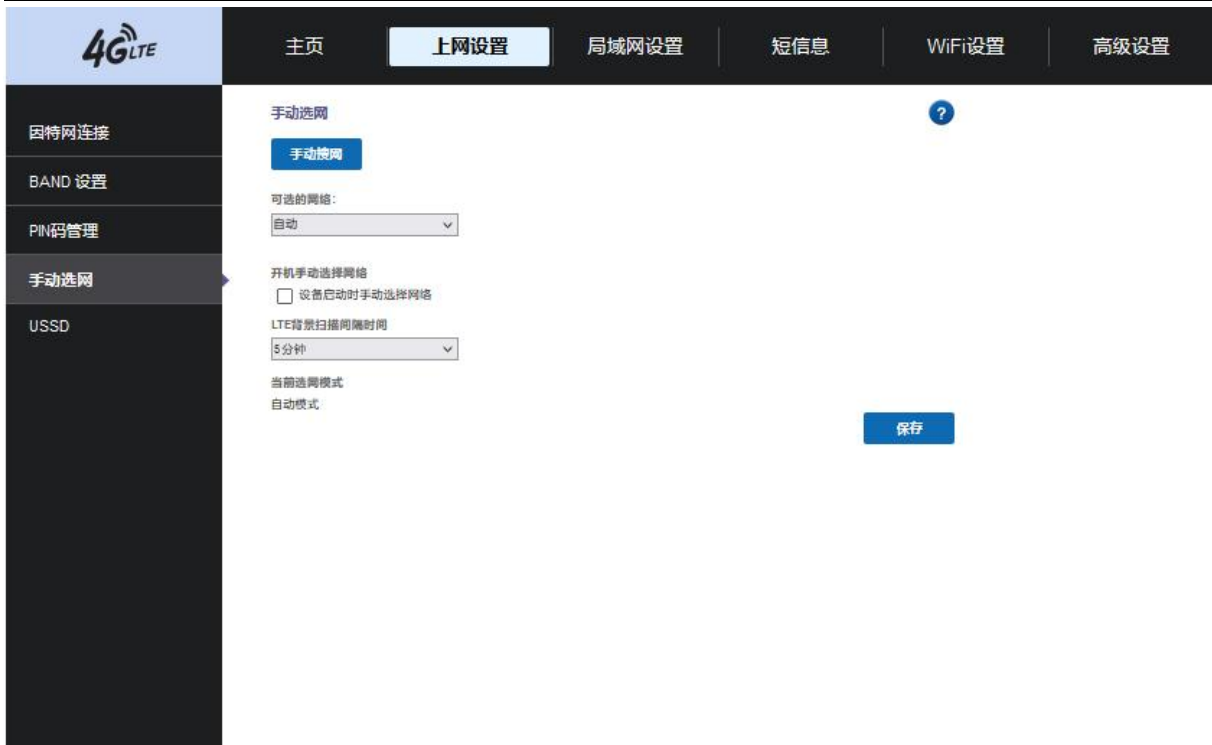 4G LTE
主页
上网设置
局域网设置
短信息
WiFi设置
高级设置
因特网连接
BAND 设置
PIN码管理
手动选网
USSD
手动选网
?
手动搜网
可选的网络:
自动
开机手动选择网络
设备启动时手动选择网络
LTE背景扫描间隔时间
5分钟
当前选网模式
自动模式
保存